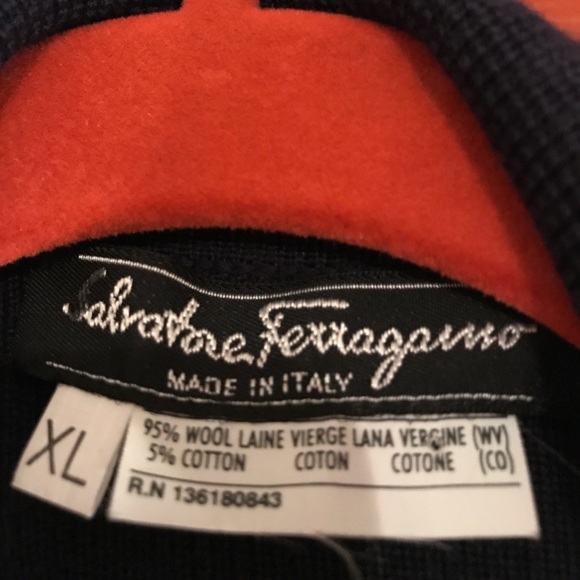 Salvatore Ferragamo
MADE IN ITALY
XL
95% WOOL LAINE VIERGE LANA VERGINE (WV)
5% COTTON COTON COTONE (CO)
R.N 136180843